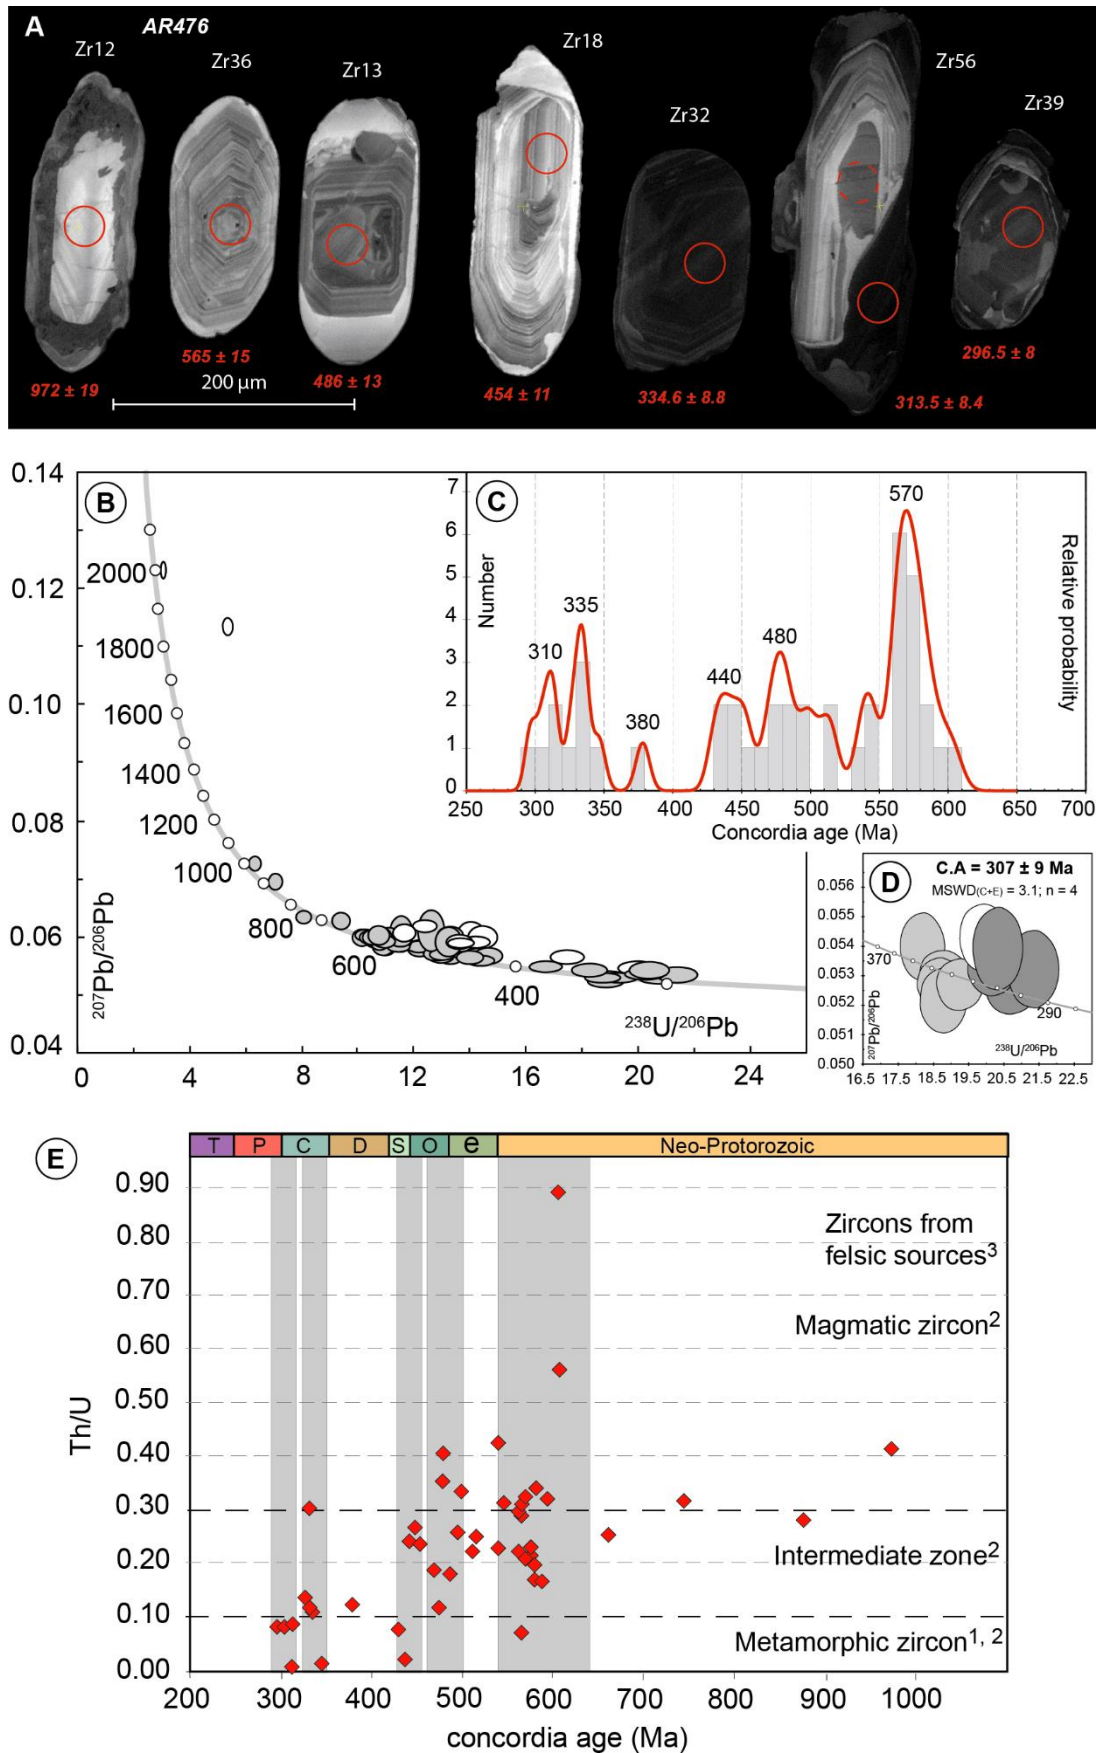 A
AR476
Zr12
Zr36
Zr13
Zr18
Zr32
Zr56
Zr39
972 ± 19
565 ± 15
486 ± 13
454 ± 11
334.6 ± 8.8
313.5 ± 8.4
296.5 ± 8
200 µm
B
0.14
0.12
0.10
0.08
0.06
0.04
207Pb/206Pb
2000
1800
1600
1400
1200
1000
800
600
400
238U/206Pb
0 4 8 12 16 20 24
C
7
6
5
4
3
2
1
0
Number
Relative probability
310
335
380
440
480
570
250 300 350 400 450 500 550 600 650 700
Concordia age (Ma)
D
C.A = 307 ± 9 Ma
MSWD(C+E) = 3.1; n = 4
0.056
0.055
0.054
0.053
0.052
0.051
0.050
207Pb/206Pb
370
290
238U/206Pb
16.5 17.5 18.5 19.5 20.5 21.5 22.5
E
T P C D S O e Neo-Protorozoic
0.90
0.80
0.70
0.60
0.50
0.40
0.30
0.20
0.10
0.00
Th/U
Zircons from
felsic sources3
Magmatic zircon2
Intermediate zone2
Metamorphic zircon1, 2
200 300 400 500 600 700 800 900 1000
concordia age (Ma)